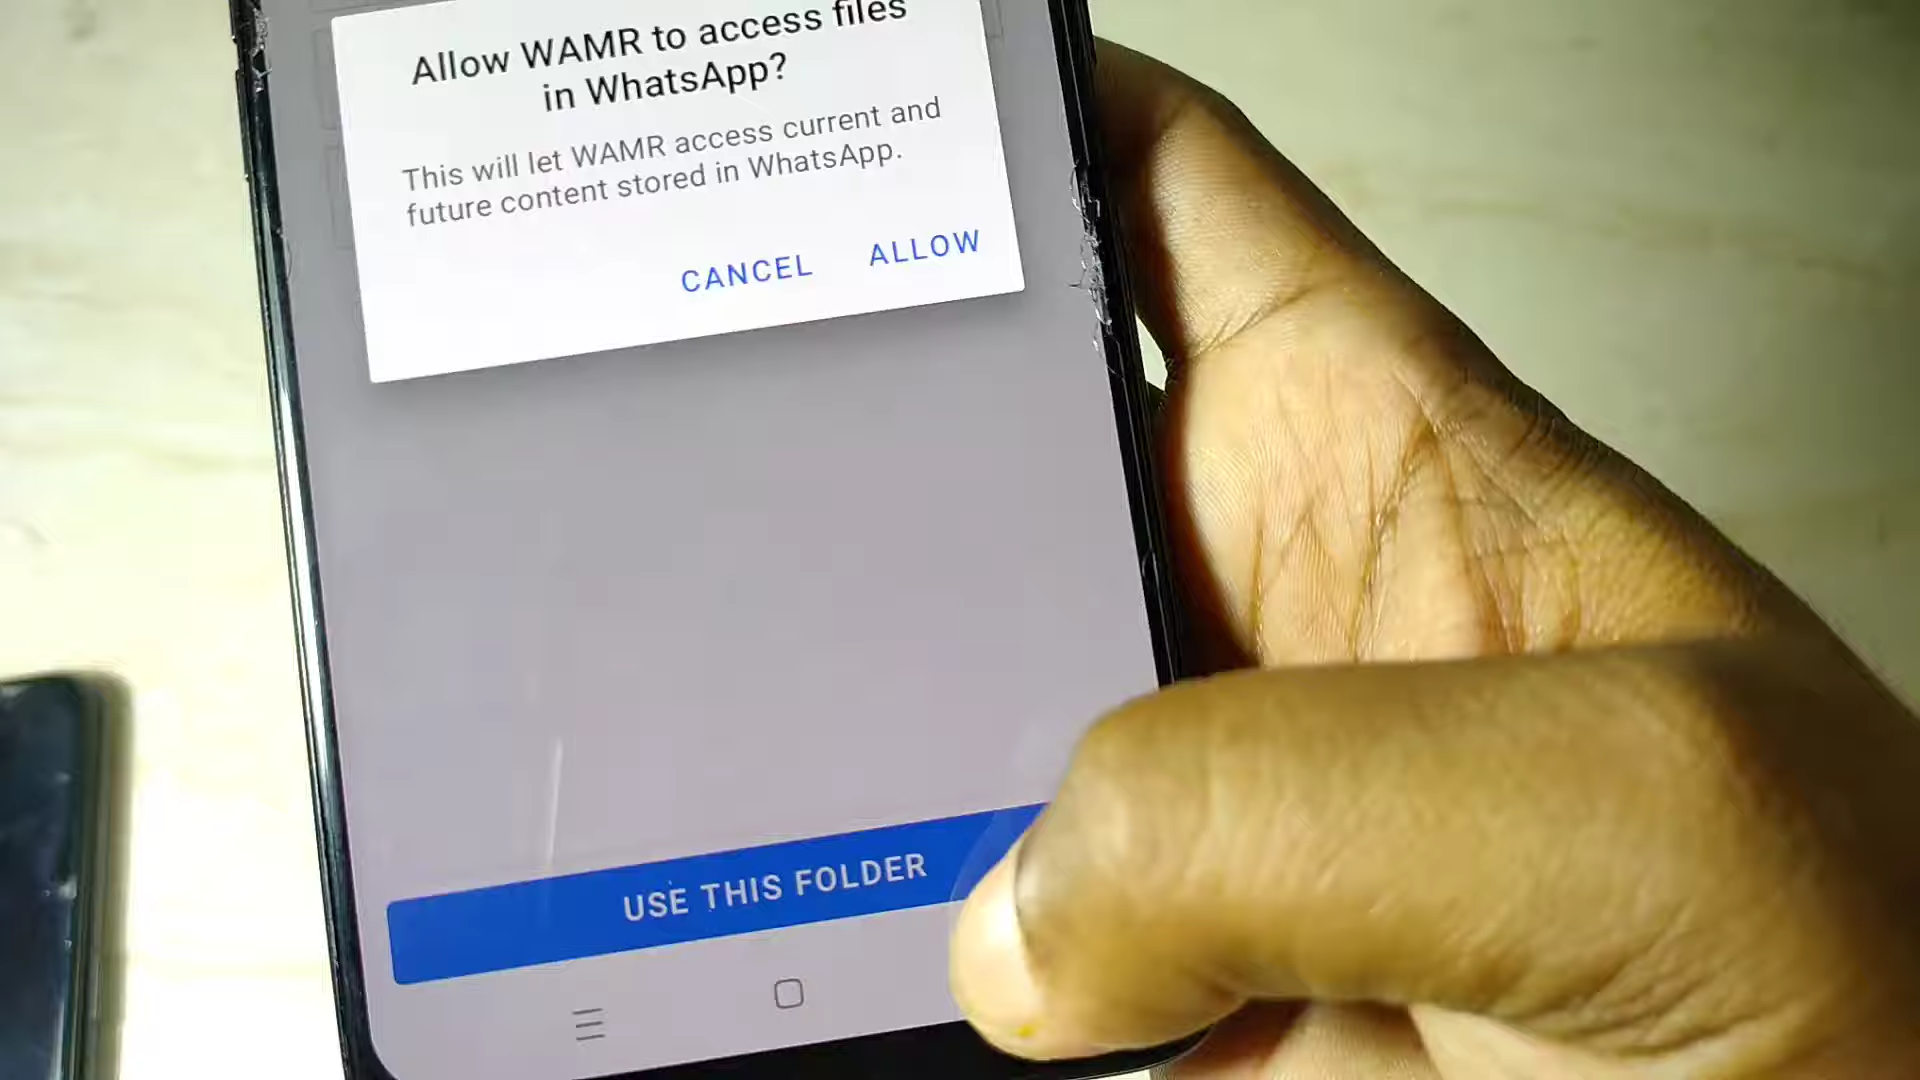 Allow WAMR to access files
in WhatsApp?
This will let WAMR access current and
future content stored in WhatsApp.
CANCEL ALLOW
USE THIS FOLDER